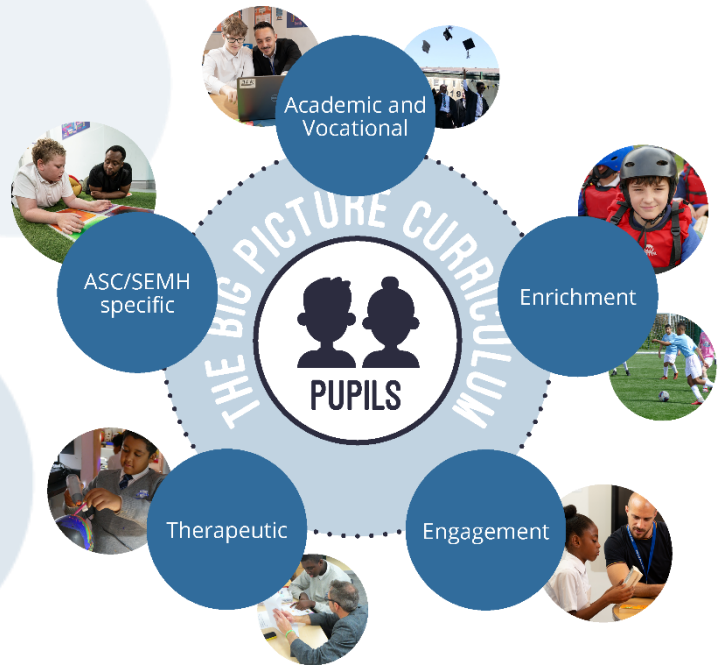 Academic and
Vocational
THE BIG PICTURE CURRICULUM
ASC/SEMH
specific
Enrichment
PUPILS
Therapeutic
Engagement